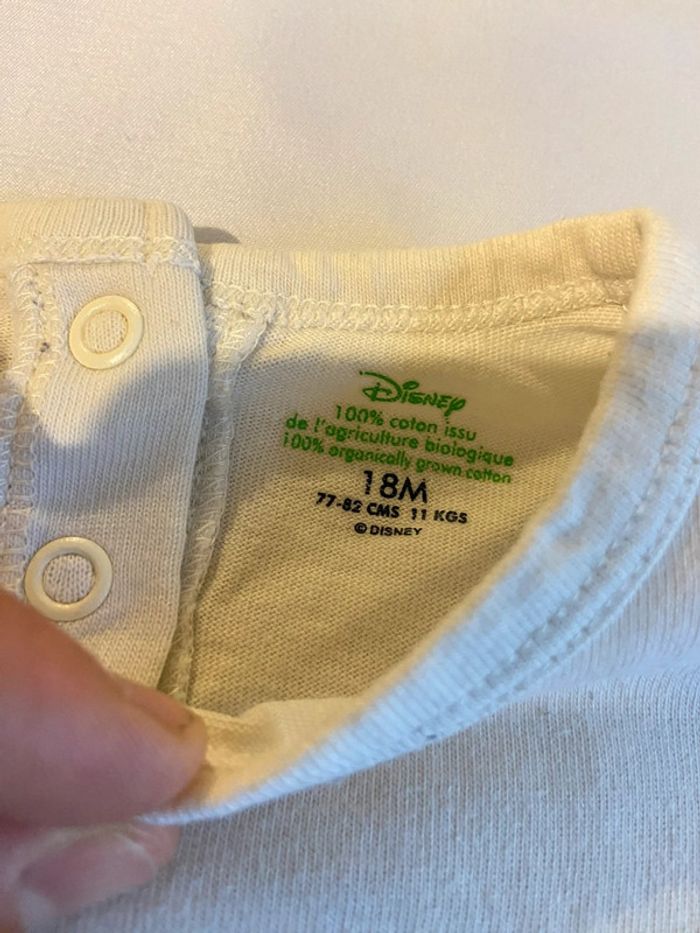 Disney
100% coton issu
de l'agriculture biologique
100% organically grown cotton
18M
77-82 CMS 11 KGS
© DISNEY